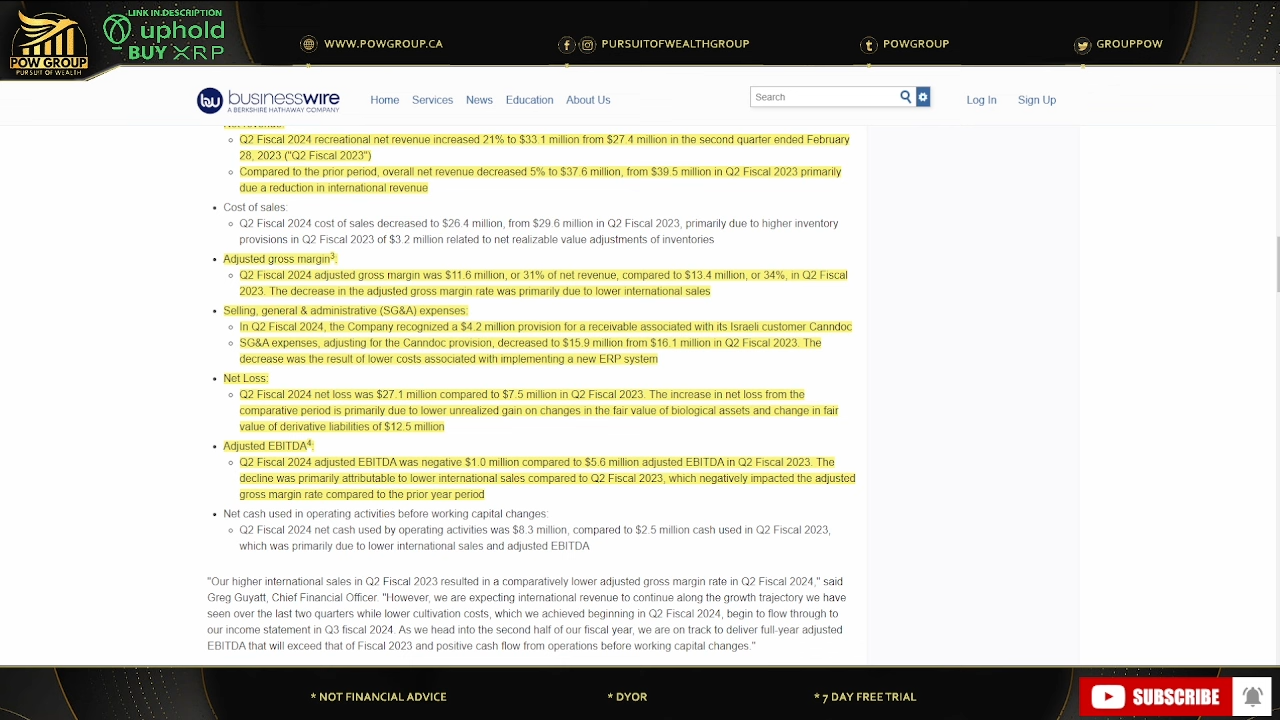 LINK IN DESCRIPTION
uphold
BUY XRP
POW GROUP
PURSUIT OF WEALTH
WWW.POWGROUP.CA
PURSUITOFWEALTHGROUP
POWGROUP
GROUPPOW
businesswire
A BERKSHIRE HATHAWAY COMPANY
Home Services News Education About Us
Search
Log In Sign Up
Net revenue:
Q2 Fiscal 2024 recreational net revenue increased 21% to $33.1 million from $27.4 million in the second quarter ended February
28, 2023 ("Q2 Fiscal 2023")
Compared to the prior period, overall net revenue decreased 5% to $37.6 million, from $39.5 million in Q2 Fiscal 2023 primarily
due a reduction in international revenue
Cost of sales:
Q2 Fiscal 2024 cost of sales decreased to $26.4 million, from $29.6 million in Q2 Fiscal 2023, primarily due to higher inventory
provisions in Q2 Fiscal 2023 of $3.2 million related to net realizable value adjustments of inventories
Adjusted gross margin³:
Q2 Fiscal 2024 adjusted gross margin was $11.6 million, or 31% of net revenue, compared to $13.4 million, or 34%, in Q2 Fiscal
2023. The decrease in the adjusted gross margin rate was primarily due to lower international sales
Selling, general & administrative (SG&A) expenses:
In Q2 Fiscal 2024, the Company recognized a $4.2 million provision for a receivable associated with its Israeli customer Canndoc
SG&A expenses, adjusting for the Canndoc provision, decreased to $15.9 million from $16.1 million in Q2 Fiscal 2023. The
decrease was the result of lower costs associated with implementing a new ERP system
Net Loss:
Q2 Fiscal 2024 net loss was $27.1 million compared to $7.5 million in Q2 Fiscal 2023. The increase in net loss from the
comparative period is primarily due to lower unrealized gain on changes in the fair value of biological assets and change in fair
value of derivative liabilities of $12.5 million
Adjusted EBITDA⁴:
Q2 Fiscal 2024 adjusted EBITDA was negative $1.0 million compared to $5.6 million adjusted EBITDA in Q2 Fiscal 2023. The
decline was primarily attributable to lower international sales compared to Q2 Fiscal 2023, which negatively impacted the adjusted
gross margin rate compared to the prior year period
Net cash used in operating activities before working capital changes:
Q2 Fiscal 2024 net cash used by operating activities was $8.3 million, compared to $2.5 million cash used in Q2 Fiscal 2023,
which was primarily due to lower international sales and adjusted EBITDA
"Our higher international sales in Q2 Fiscal 2023 resulted in a comparatively lower adjusted gross margin rate in Q2 Fiscal 2024," said
Greg Guyatt, Chief Financial Officer. "However, we are expecting international revenue to continue along the growth trajectory we have
seen over the last two quarters while lower cultivation costs, which we achieved beginning in Q2 Fiscal 2024, begin to flow through to
our income statement in Q3 fiscal 2024. As we head into the second half of our fiscal year, we are on track to deliver full-year adjusted
EBITDA that will exceed that of Fiscal 2023 and positive cash flow from operations before working capital changes."
* NOT FINANCIAL ADVICE
* DYOR
* 7 DAY FREE TRIAL
SUBSCRIBE